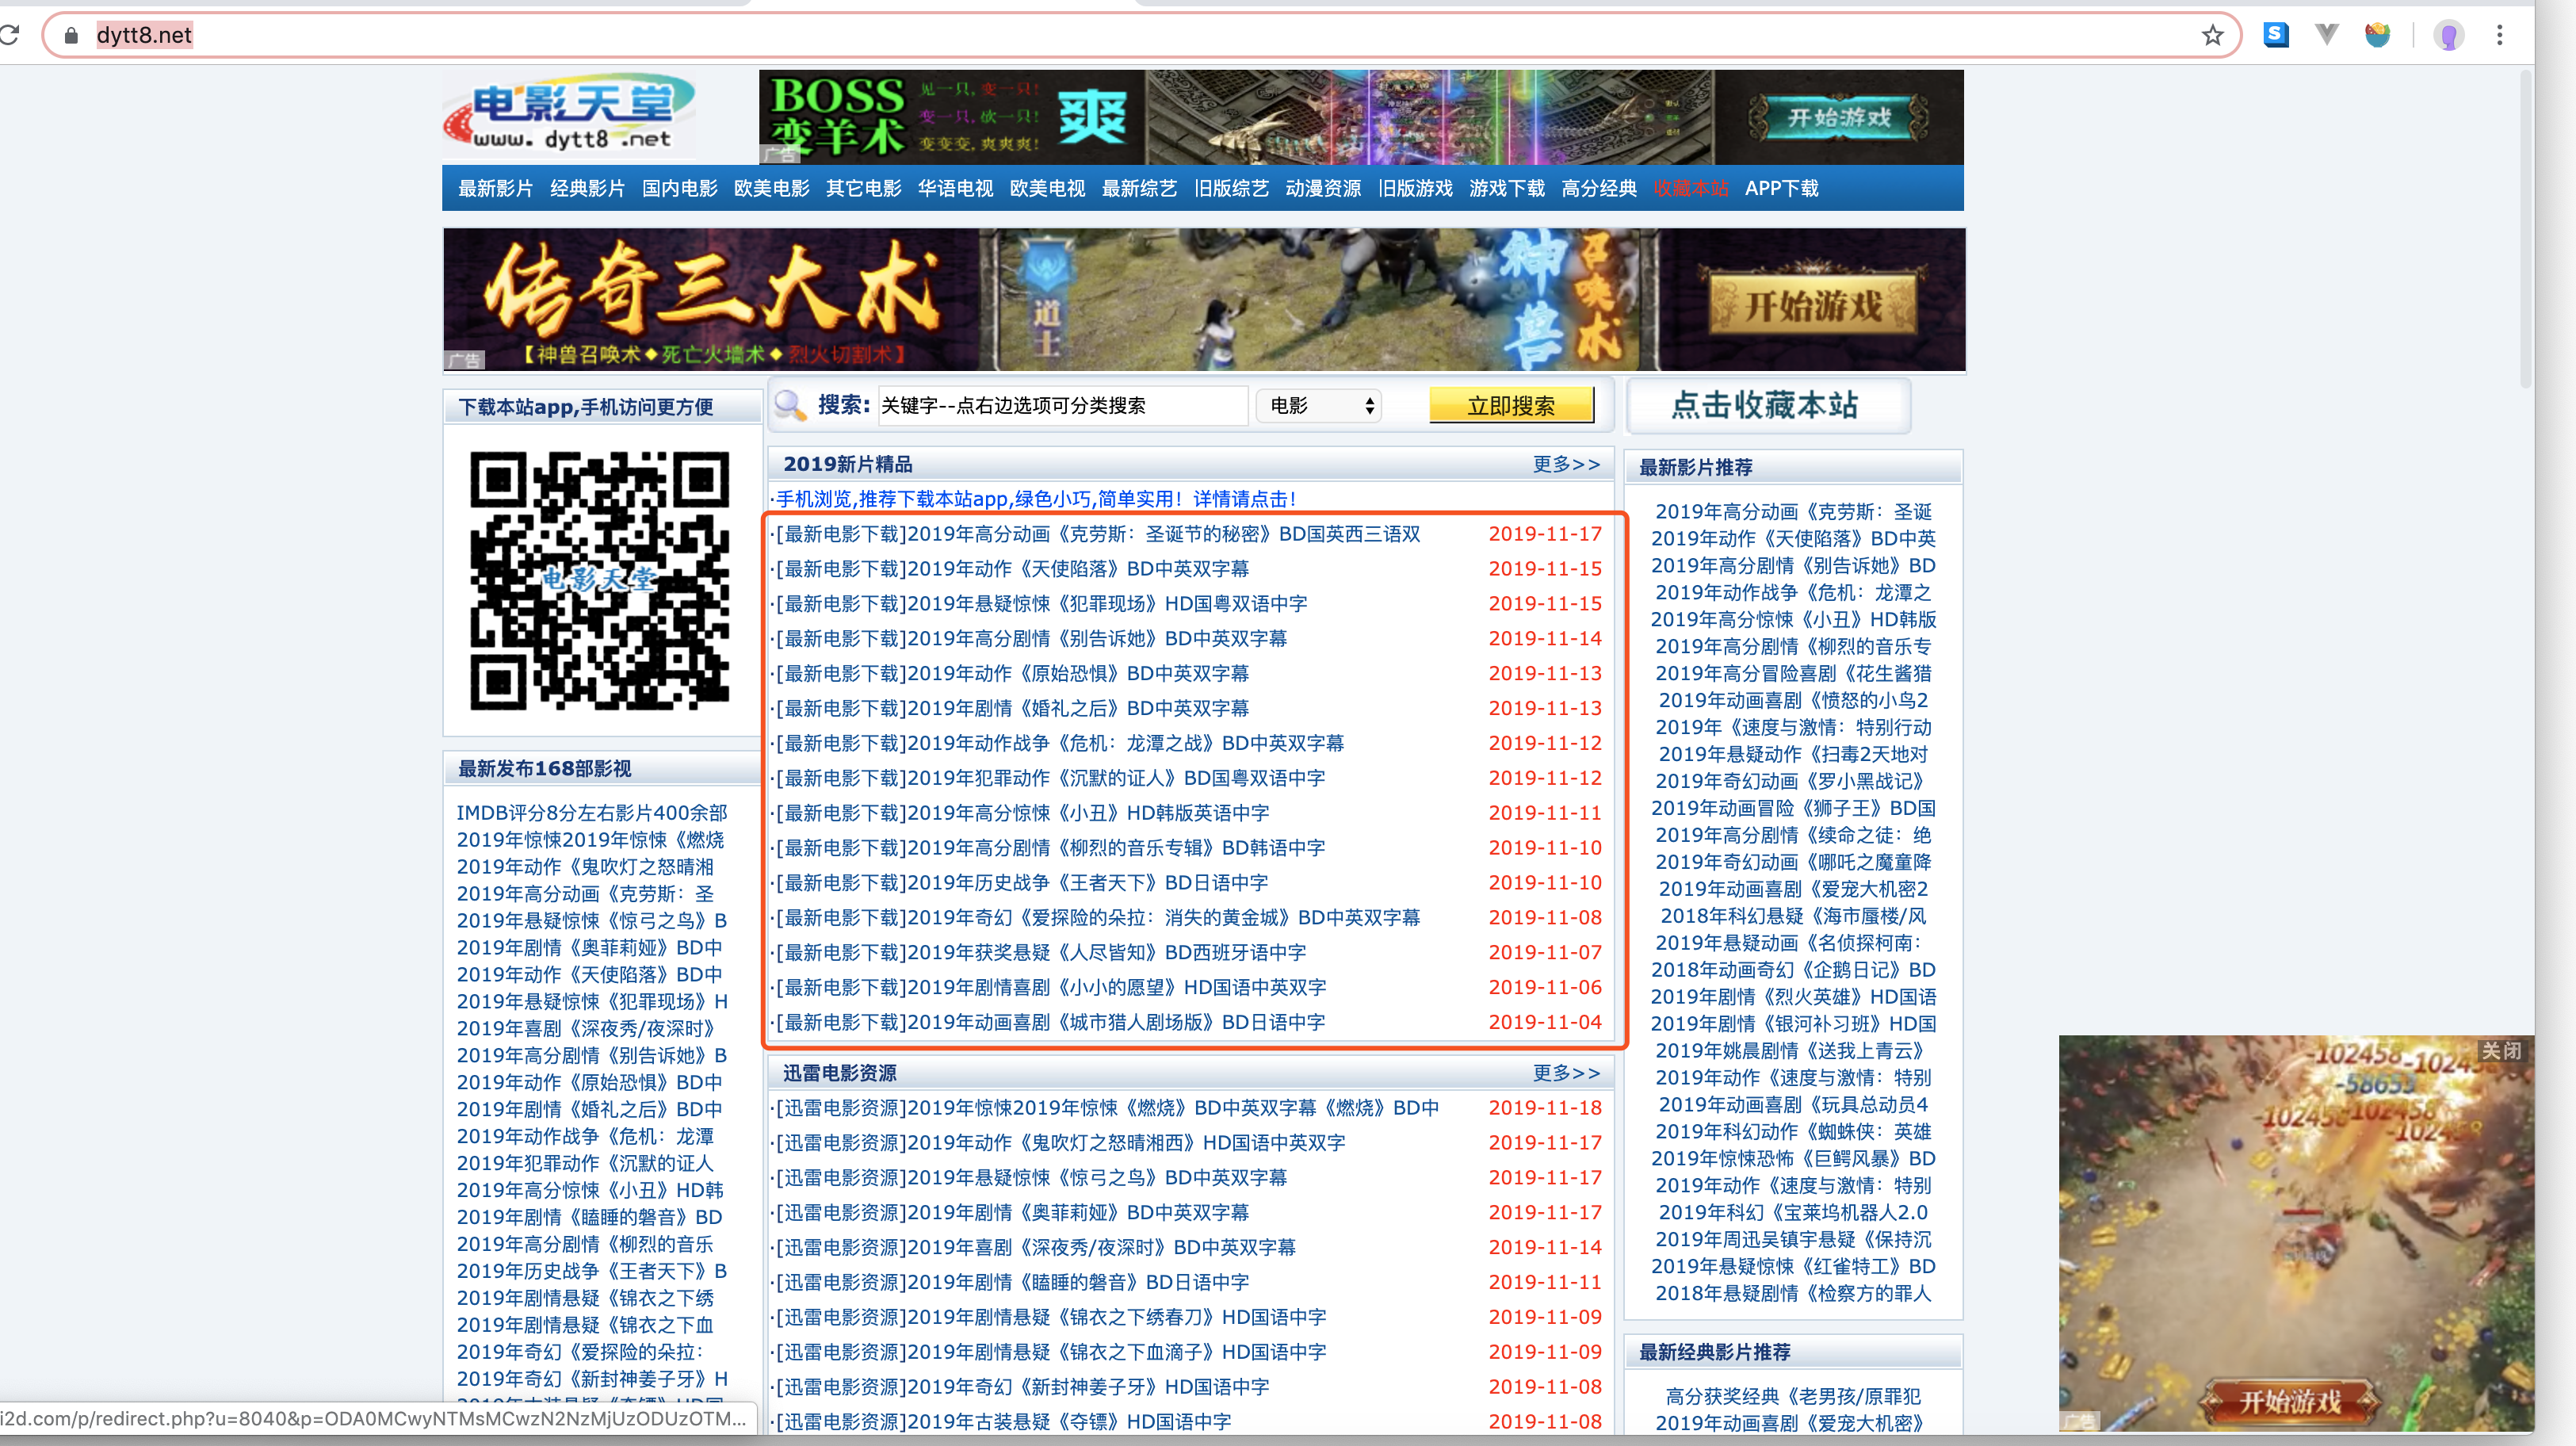 dytt8.net
电影天堂
www. dytt8 .net
BOSS
变羊术
见一只,变一只!
变一只,砍一只!
变变变,爽爽爽!
爽
开始游戏
广告
最新影片 经典影片 国内电影 欧美电影 其它电影 华语电视 欧美电视 最新综艺 旧版综艺 动漫资源 旧版游戏 游戏下载 高分经典 收藏本站 APP下载
传奇三大术
【神兽召唤术◆死亡火墙术◆烈火切割术】
道士
神兽
召唤术
开始游戏
广告
下载本站app,手机访问更方便
电影天堂
搜索:
关键字--点右边选项可分类搜索
电影
立即搜索
点击收藏本站
2019新片精品 更多>>
·手机浏览,推荐下载本站app,绿色小巧,简单实用！详情请点击！
·[最新电影下载]2019年高分动画《克劳斯：圣诞节的秘密》BD国英西三语双 2019-11-17
·[最新电影下载]2019年动作《天使陷落》BD中英双字幕 2019-11-15
·[最新电影下载]2019年悬疑惊悚《犯罪现场》HD国粤双语中字 2019-11-15
·[最新电影下载]2019年高分剧情《别告诉她》BD中英双字幕 2019-11-14
·[最新电影下载]2019年动作《原始恐惧》BD中英双字幕 2019-11-13
·[最新电影下载]2019年剧情《婚礼之后》BD中英双字幕 2019-11-13
·[最新电影下载]2019年动作战争《危机：龙潭之战》BD中英双字幕 2019-11-12
·[最新电影下载]2019年犯罪动作《沉默的证人》BD国粤双语中字 2019-11-12
·[最新电影下载]2019年高分惊悚《小丑》HD韩版英语中字 2019-11-11
·[最新电影下载]2019年高分剧情《柳烈的音乐专辑》BD韩语中字 2019-11-10
·[最新电影下载]2019年历史战争《王者天下》BD日语中字 2019-11-10
·[最新电影下载]2019年奇幻《爱探险的朵拉：消失的黄金城》BD中英双字幕 2019-11-08
·[最新电影下载]2019年获奖悬疑《人尽皆知》BD西班牙语中字 2019-11-07
·[最新电影下载]2019年剧情喜剧《小小的愿望》HD国语中英双字 2019-11-06
·[最新电影下载]2019年动画喜剧《城市猎人剧场版》BD日语中字 2019-11-04
迅雷电影资源 更多>>
·[迅雷电影资源]2019年惊悚2019年惊悚《燃烧》BD中英双字幕《燃烧》BD中 2019-11-18
·[迅雷电影资源]2019年动作《鬼吹灯之怒晴湘西》HD国语中英双字 2019-11-17
·[迅雷电影资源]2019年悬疑惊悚《惊弓之鸟》BD中英双字幕 2019-11-17
·[迅雷电影资源]2019年剧情《奥菲莉娅》BD中英双字幕 2019-11-17
·[迅雷电影资源]2019年喜剧《深夜秀/夜深时》BD中英双字幕 2019-11-14
·[迅雷电影资源]2019年剧情《瞌睡的磐音》BD日语中字 2019-11-11
·[迅雷电影资源]2019年剧情悬疑《锦衣之下绣春刀》HD国语中字 2019-11-09
·[迅雷电影资源]2019年剧情悬疑《锦衣之下血滴子》HD国语中字 2019-11-09
·[迅雷电影资源]2019年奇幻《新封神姜子牙》HD国语中字 2019-11-08
·[迅雷电影资源]2019年古装悬疑《夺镖》HD国语中字 2019-11-08
最新发布168部影视
IMDB评分8分左右影片400余部
2019年惊悚2019年惊悚《燃烧
2019年动作《鬼吹灯之怒晴湘
2019年高分动画《克劳斯：圣
2019年悬疑惊悚《惊弓之鸟》B
2019年剧情《奥菲莉娅》BD中
2019年动作《天使陷落》BD中
2019年悬疑惊悚《犯罪现场》H
2019年喜剧《深夜秀/夜深时》
2019年高分剧情《别告诉她》B
2019年动作《原始恐惧》BD中
2019年剧情《婚礼之后》BD中
2019年动作战争《危机：龙潭
2019年犯罪动作《沉默的证人
2019年高分惊悚《小丑》HD韩
2019年剧情《瞌睡的磐音》BD
2019年高分剧情《柳烈的音乐
2019年历史战争《王者天下》B
2019年剧情悬疑《锦衣之下绣
2019年剧情悬疑《锦衣之下血
2019年奇幻《爱探险的朵拉：
2019年奇幻《新封神姜子牙》H
i2d.com/p/redirect.php?u=8040&p=ODA0MCwyNTMsMCwzN2NzMjUzODUzOTM...
最新影片推荐
2019年高分动画《克劳斯：圣诞
2019年动作《天使陷落》BD中英
2019年高分剧情《别告诉她》BD
2019年动作战争《危机：龙潭之
2019年高分惊悚《小丑》HD韩版
2019年高分剧情《柳烈的音乐专
2019年高分冒险喜剧《花生酱猎
2019年动画喜剧《愤怒的小鸟2
2019年《速度与激情：特别行动
2019年悬疑动作《扫毒2天地对
2019年奇幻动画《罗小黑战记》
2019年动画冒险《狮子王》BD国
2019年高分剧情《续命之徒：绝
2019年奇幻动画《哪吒之魔童降
2019年动画喜剧《爱宠大机密2
2018年科幻悬疑《海市蜃楼/风
2019年悬疑动画《名侦探柯南：
2018年动画奇幻《企鹅日记》BD
2019年剧情《烈火英雄》HD国语
2019年剧情《银河补习班》HD国
2019年姚晨剧情《送我上青云》
2019年动作《速度与激情：特别
2019年动画喜剧《玩具总动员4
2019年科幻动作《蜘蛛侠：英雄
2019年惊悚恐怖《巨鳄风暴》BD
2019年动作《速度与激情：特别
2019年科幻《宝莱坞机器人2.0
2019年周迅吴镇宇悬疑《保持沉
2019年悬疑惊悚《红雀特工》BD
2018年悬疑剧情《检察方的罪人
最新经典影片推荐
高分获奖经典《老男孩/原罪犯
2019年动画喜剧《爱宠大机密》
关闭
-102458
开始游戏
广告